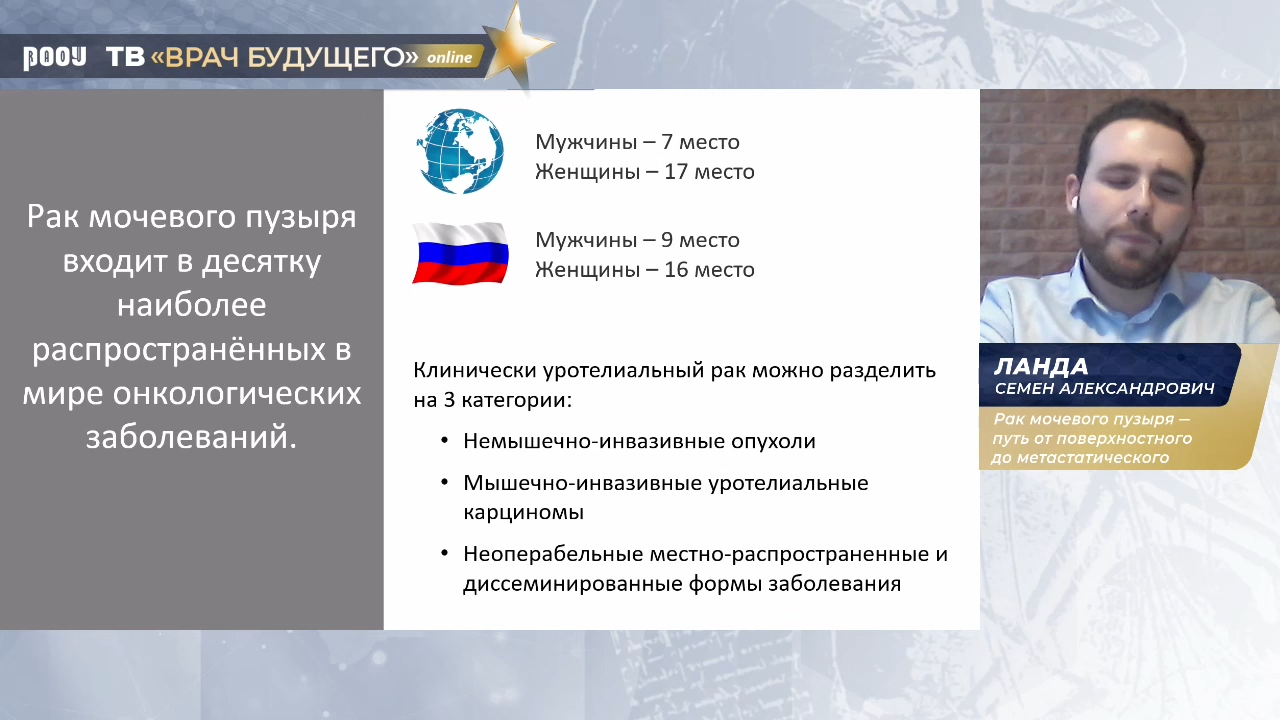 РООУ ТВ «ВРАЧ БУДУЩЕГО» online
Рак мочевого пузыря
входит в десятку
наиболее
распространённых в
мире онкологических
заболеваний.
Мужчины – 7 место
Женщины – 17 место
Мужчины – 9 место
Женщины – 16 место
Клинически уротелиальный рак можно разделить
на 3 категории:
• Немышечно-инвазивные опухоли
• Мышечно-инвазивные уротелиальные
карциномы
• Неоперабельные местно-распространенные и
диссеминированные формы заболевания
ЛАНДА
СЕМЕН АЛЕКСАНДРОВИЧ
Рак мочевого пузыря —
путь от поверхностного
до метастатического